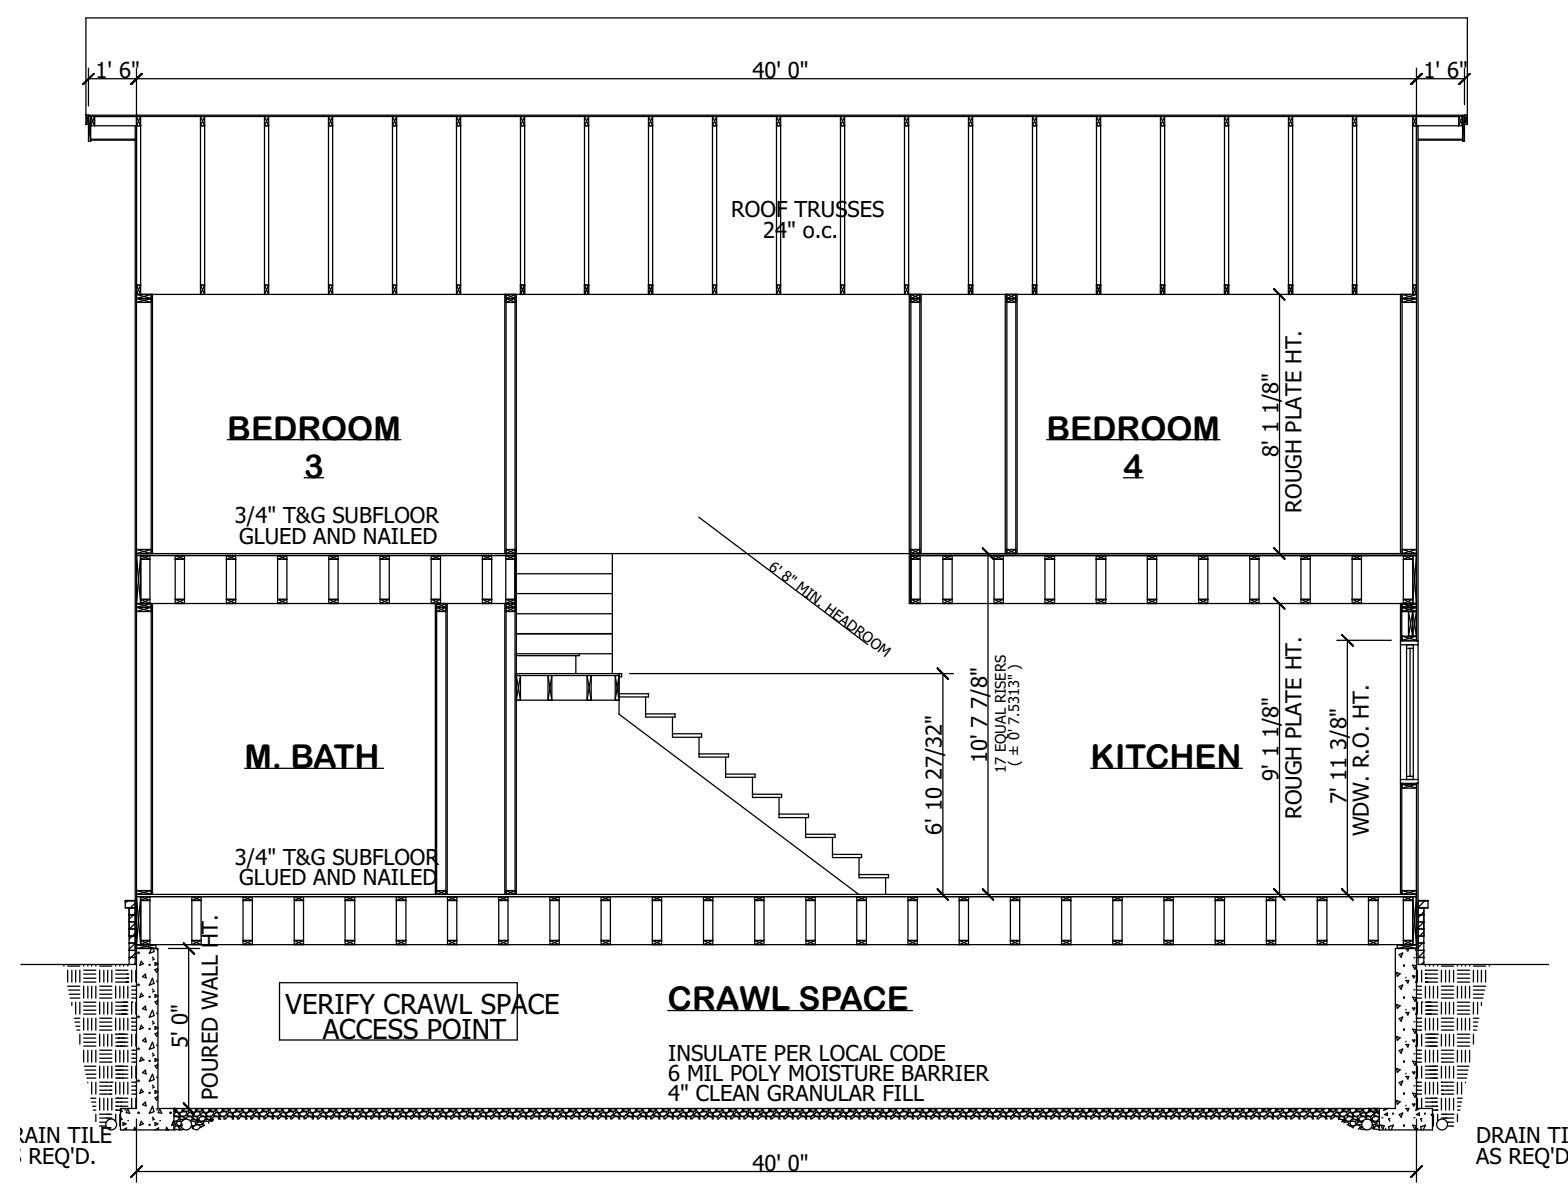 1' 6"
40' 0"
1' 6"
ROOF TRUSSES
24" o.c.
BEDROOM
3
3/4" T&G SUBFLOOR
GLUED AND NAILED
BEDROOM
4
8' 1 1/8"
ROUGH PLATE HT.
6' 8" MIN. HEADROOM
M. BATH
3/4" T&G SUBFLOOR
GLUED AND NAILED
6' 10 27/32"
10' 7 7/8"
17 EQUAL RISERS
( ± 0' 7.5313" )
KITCHEN
9' 1 1/8"
ROUGH PLATE HT.
7' 11 3/8"
WDW. R.O. HT.
5' 0"
POURED WALL HT.
VERIFY CRAWL SPACE
ACCESS POINT
CRAWL SPACE
INSULATE PER LOCAL CODE
6 MIL POLY MOISTURE BARRIER
4" CLEAN GRANULAR FILL
RAIN TILE
REQ'D.
DRAIN TI
AS REQ'D
40' 0"